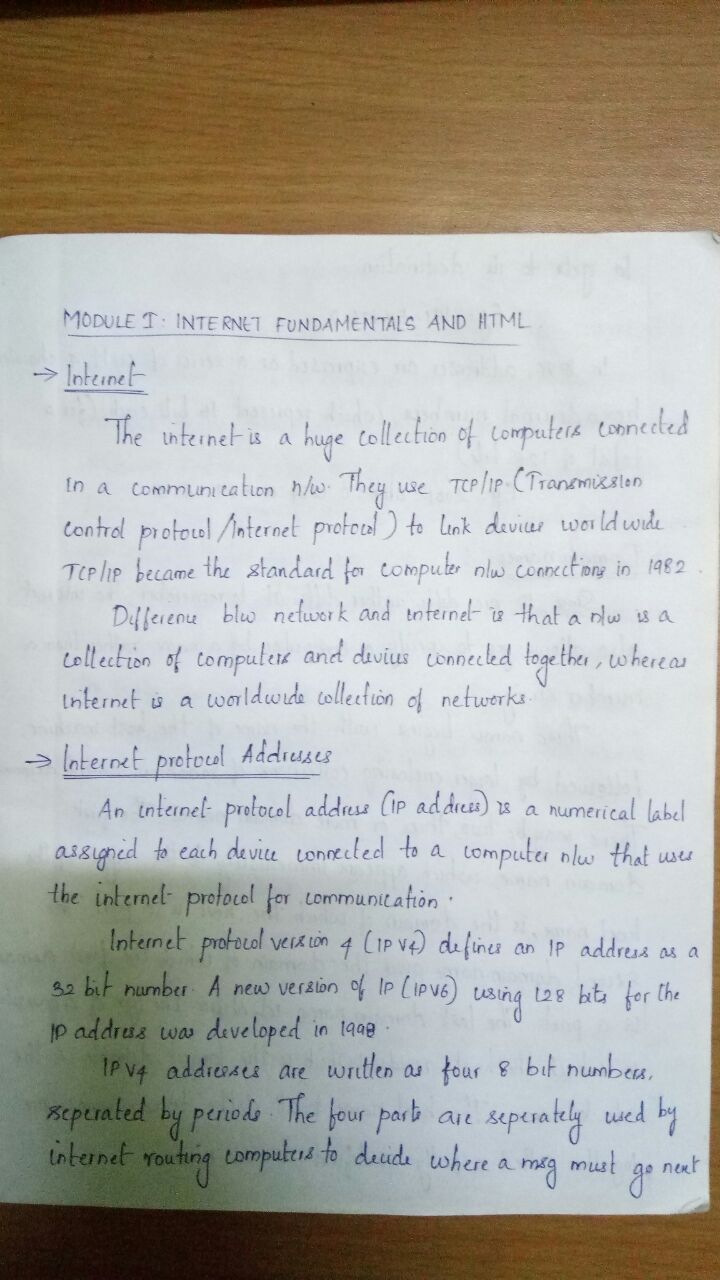 MODULE I: INTERNET FUNDAMENTALS AND HTML
→ Internet
The internet is a huge collection of computers connected
in a communication n/w. They use TCP/IP (Transmission
control protocol/Internet protocol) to link devices worldwide
TCP/IP became the standard for computer n/w connections in 1982.
Difference b/w network and internet is that a n/w is a
collection of computers and devices connected together, whereas
internet is a worldwide collection of networks.
→ Internet protocol Addresses
An internet protocol address (IP address) is a numerical label
assigned to each device connected to a computer n/w that uses
the internet protocol for communication.
Internet protocol version 4 (IPV4) defines an IP address as a
32 bit number. A new version of IP (IPV6) using 128 bits for the
IP address was developed in 1998.
IPV4 addresses are written as four 8 bit numbers,
seperated by periods. The four parts are seperately used by
internet routing computers to decide where a msg must go next